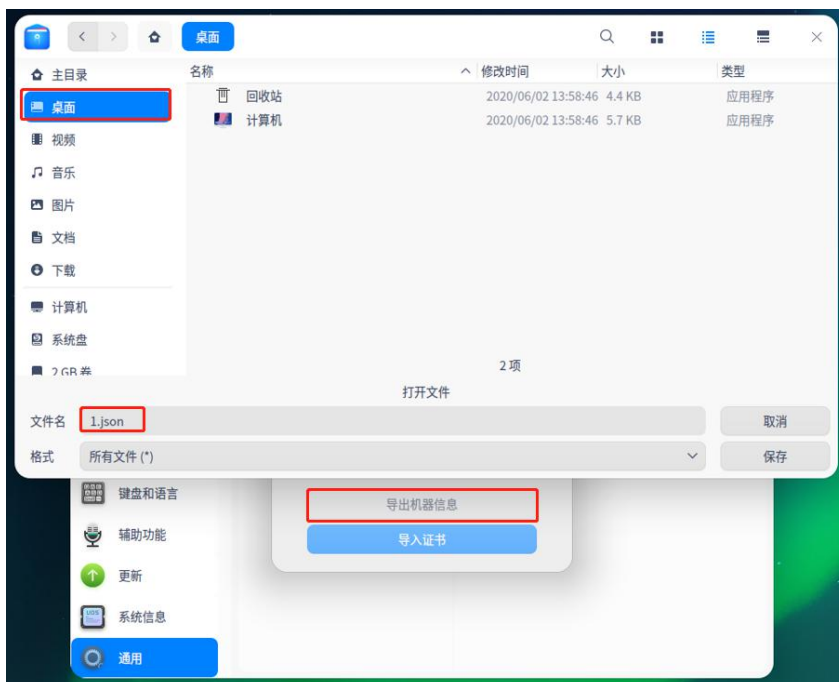 桌面
主目录
名称
修改时间
大小
类型
桌面
回收站
2020/06/02 13:58:46
4.4 KB
应用程序
计算机
2020/06/02 13:58:46
5.7 KB
应用程序
视频
音乐
图片
文档
下载
计算机
系统盘
2 GB 卷
2 项
打开文件
文件名
1.json
取消
格式
所有文件 (*)
保存
键盘和语言
导出机器信息
辅助功能
导入证书
更新
系统信息
通用